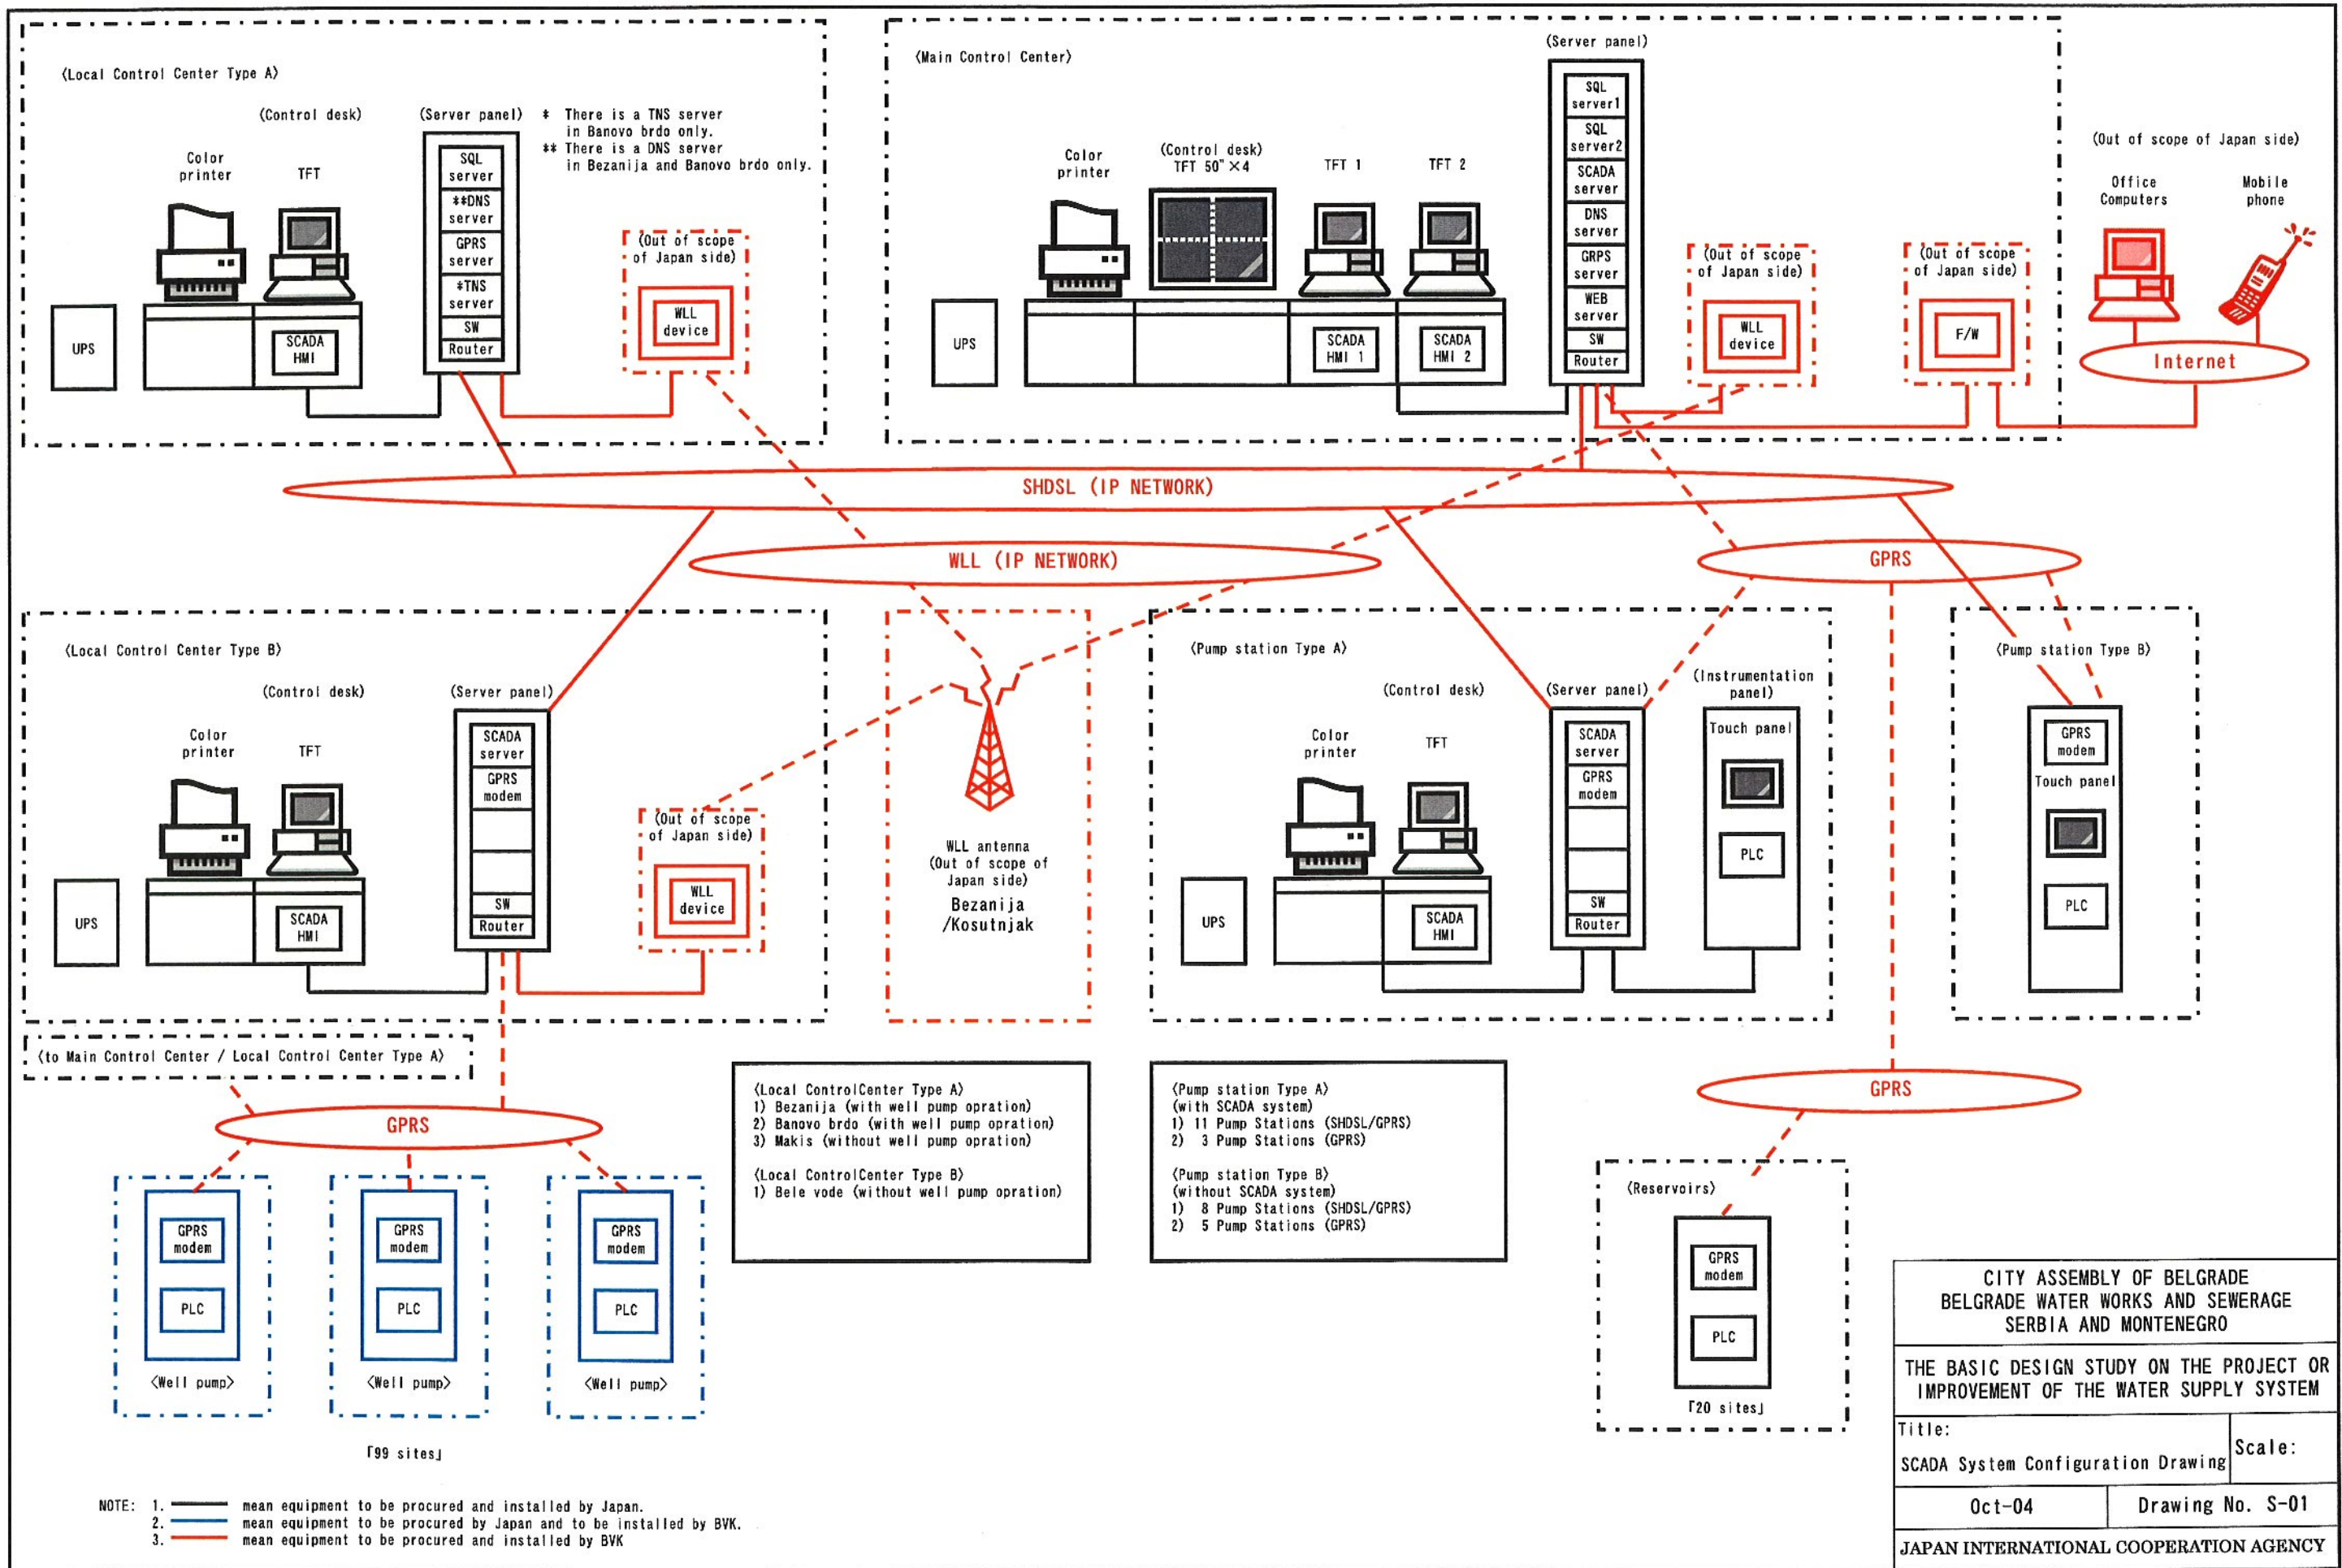 〈Local Control Center Type A〉
(Control desk)
(Server panel)
* There is a TNS server
in Banovo brdo only.
** There is a DNS server
in Bezanija and Banovo brdo only.
Color
printer
TFT
SQL
server
**DNS
server
GPRS
server
*TNS
server
SW
Router
UPS
SCADA
HMI
(Out of scope
of Japan side)
WLL
device
〈Main Control Center〉
(Server panel)
Color
printer
(Control desk)
TFT 50" ×4
TFT 1
TFT 2
SQL
server1
SQL
server2
SCADA
server
DNS
server
GRPS
server
WEB
server
SW
Router
UPS
SCADA
HMI 1
SCADA
HMI 2
(Out of scope
of Japan side)
WLL
device
(Out of scope
of Japan side)
F/W
(Out of scope of Japan side)
Office
Computers
Mobile
phone
Internet
SHDSL (IP NETWORK)
WLL (IP NETWORK)
GPRS
〈Local Control Center Type B〉
(Control desk)
(Server panel)
Color
printer
TFT
SCADA
server
GPRS
modem
SW
Router
UPS
SCADA
HMI
(Out of scope
of Japan side)
WLL
device
WLL antenna
(Out of scope of
Japan side)
Bezanija
/Kosutnjak
〈Pump station Type A〉
(Control desk)
(Server panel)
(Instrumentation
panel)
Color
printer
TFT
SCADA
server
GPRS
modem
SW
Router
Touch panel
PLC
UPS
SCADA
HMI
〈Pump station Type B〉
GPRS
modem
Touch panel
PLC
〈to Main Control Center / Local Control Center Type A〉
GPRS
GPRS
modem
PLC
〈Well pump〉
GPRS
modem
PLC
〈Well pump〉
GPRS
modem
PLC
〈Well pump〉
「99 sites」
〈Local ControlCenter Type A〉
1) Bezanija (with well pump opration)
2) Banovo brdo (with well pump opration)
3) Makis (without well pump opration)
〈Local ControlCenter Type B〉
1) Bele vode (without well pump opration)
〈Pump station Type A〉
(with SCADA system)
1) 11 Pump Stations (SHDSL/GPRS)
2) 3 Pump Stations (GPRS)
〈Pump station Type B〉
(without SCADA system)
1) 8 Pump Stations (SHDSL/GPRS)
2) 5 Pump Stations (GPRS)
GPRS
〈Reservoirs〉
GPRS
modem
PLC
「20 sites」
NOTE: 1. mean equipment to be procured and installed by Japan.
2. mean equipment to be procured by Japan and to be installed by BVK.
3. mean equipment to be procured and installed by BVK
CITY ASSEMBLY OF BELGRADE
BELGRADE WATER WORKS AND SEWERAGE
SERBIA AND MONTENEGRO
THE BASIC DESIGN STUDY ON THE PROJECT OR
IMPROVEMENT OF THE WATER SUPPLY SYSTEM
Title:
SCADA System Configuration Drawing
Scale:
Oct-04
Drawing No. S-01
JAPAN INTERNATIONAL COOPERATION AGENCY